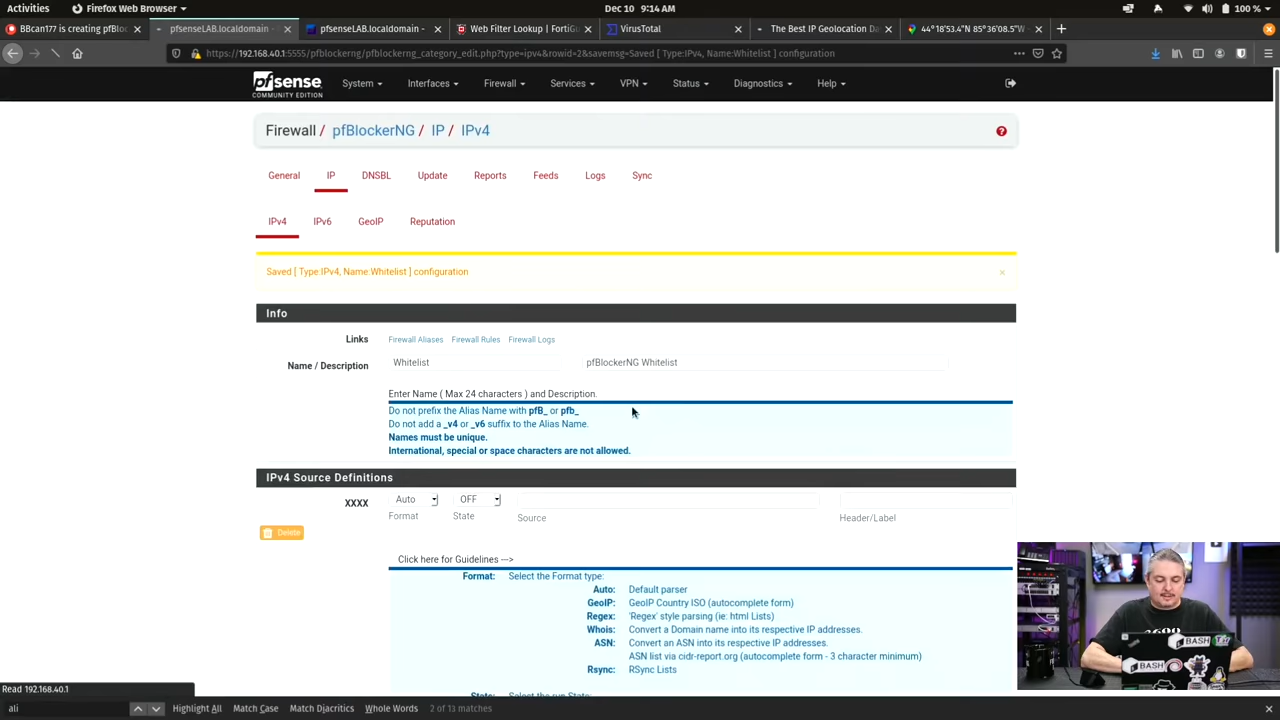 Activities Firefox Web Browser Dec 10 9:14 AM 100 %
BBcan177 is creating pfBloc pfsenseLAB.localdomain - pfsenseLAB.localdomain - Web Filter Lookup | FortiGu VirusTotal The Best IP Geolocation Da 44°18'53.4"N 85°36'08.5"W
https://192.168.40.1:5555/pfblockerng/pfblockerng_category_edit.php?type=ipv4&rowid=2&savemsg=Saved [ Type:IPv4, Name:Whitelist ] configuration
pfsense COMMUNITY EDITION
System Interfaces Firewall Services VPN Status Diagnostics Help
Firewall / pfBlockerNG / IP / IPv4
General IP DNSBL Update Reports Feeds Logs Sync
IPv4 IPv6 GeoIP Reputation
Saved [ Type:IPv4, Name:Whitelist ] configuration
Info
Links Firewall Aliases Firewall Rules Firewall Logs
Name / Description Whitelist pfBlockerNG Whitelist
Enter Name ( Max 24 characters ) and Description.
Do not prefix the Alias Name with pfB_ or pfb_
Do not add a _v4 or _v6 suffix to the Alias Name.
Names must be unique.
International, special or space characters are not allowed.
IPv4 Source Definitions
XXXX Auto OFF
Format State Source Header/Label
Delete
Click here for Guidelines --->
Format: Select the Format type:
Auto: Default parser
GeoIP: GeoIP Country ISO (autocomplete form)
Regex: 'Regex' style parsing (ie: html Lists)
Whois: Convert a Domain name into its respective IP addresses.
ASN: Convert an ASN into its respective IP addresses.
ASN list via cidr-report.org (autocomplete form - 3 character minimum)
Rsync: RSync Lists
State: Select the run State:
Read 192.168.40.1
ali Highlight All Match Case Match Diacritics Whole Words 2 of 13 matches
BASH
BASH